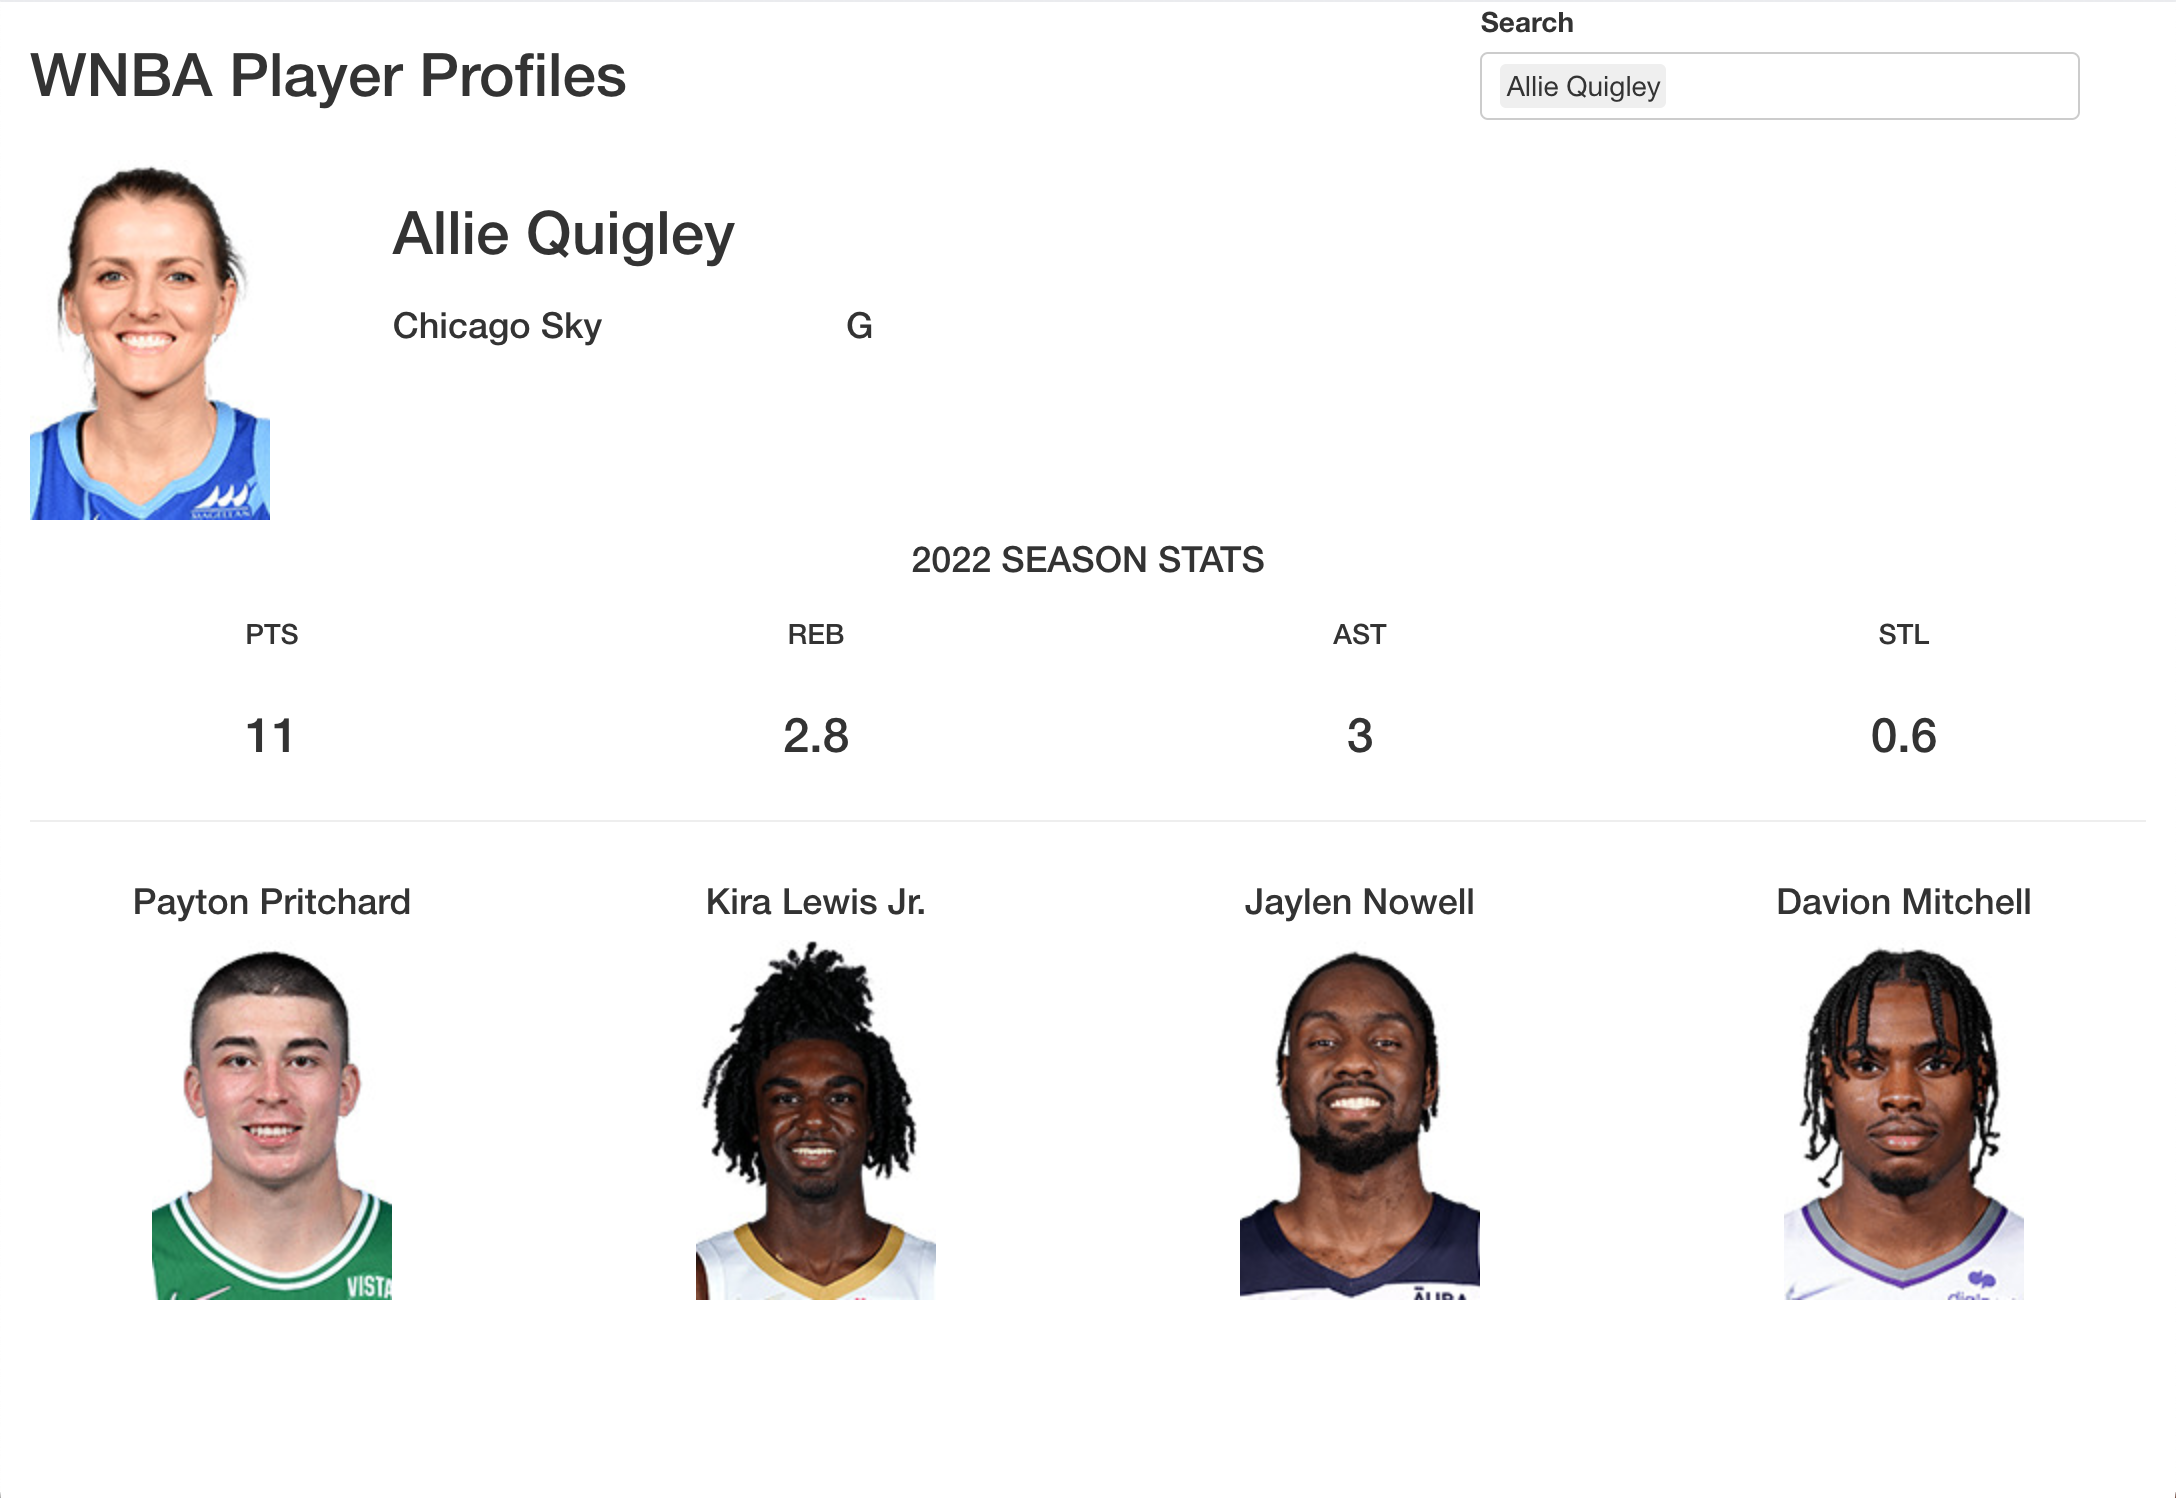 Search
WNBA Player Profiles
Allie Quigley
Allie Quigley
Chicago Sky G
MAGELLAN
2022 SEASON STATS
PTS REB AST STL
11 2.8 3 0.6
Payton Pritchard Kira Lewis Jr. Jaylen Nowell Davion Mitchell
VISTA